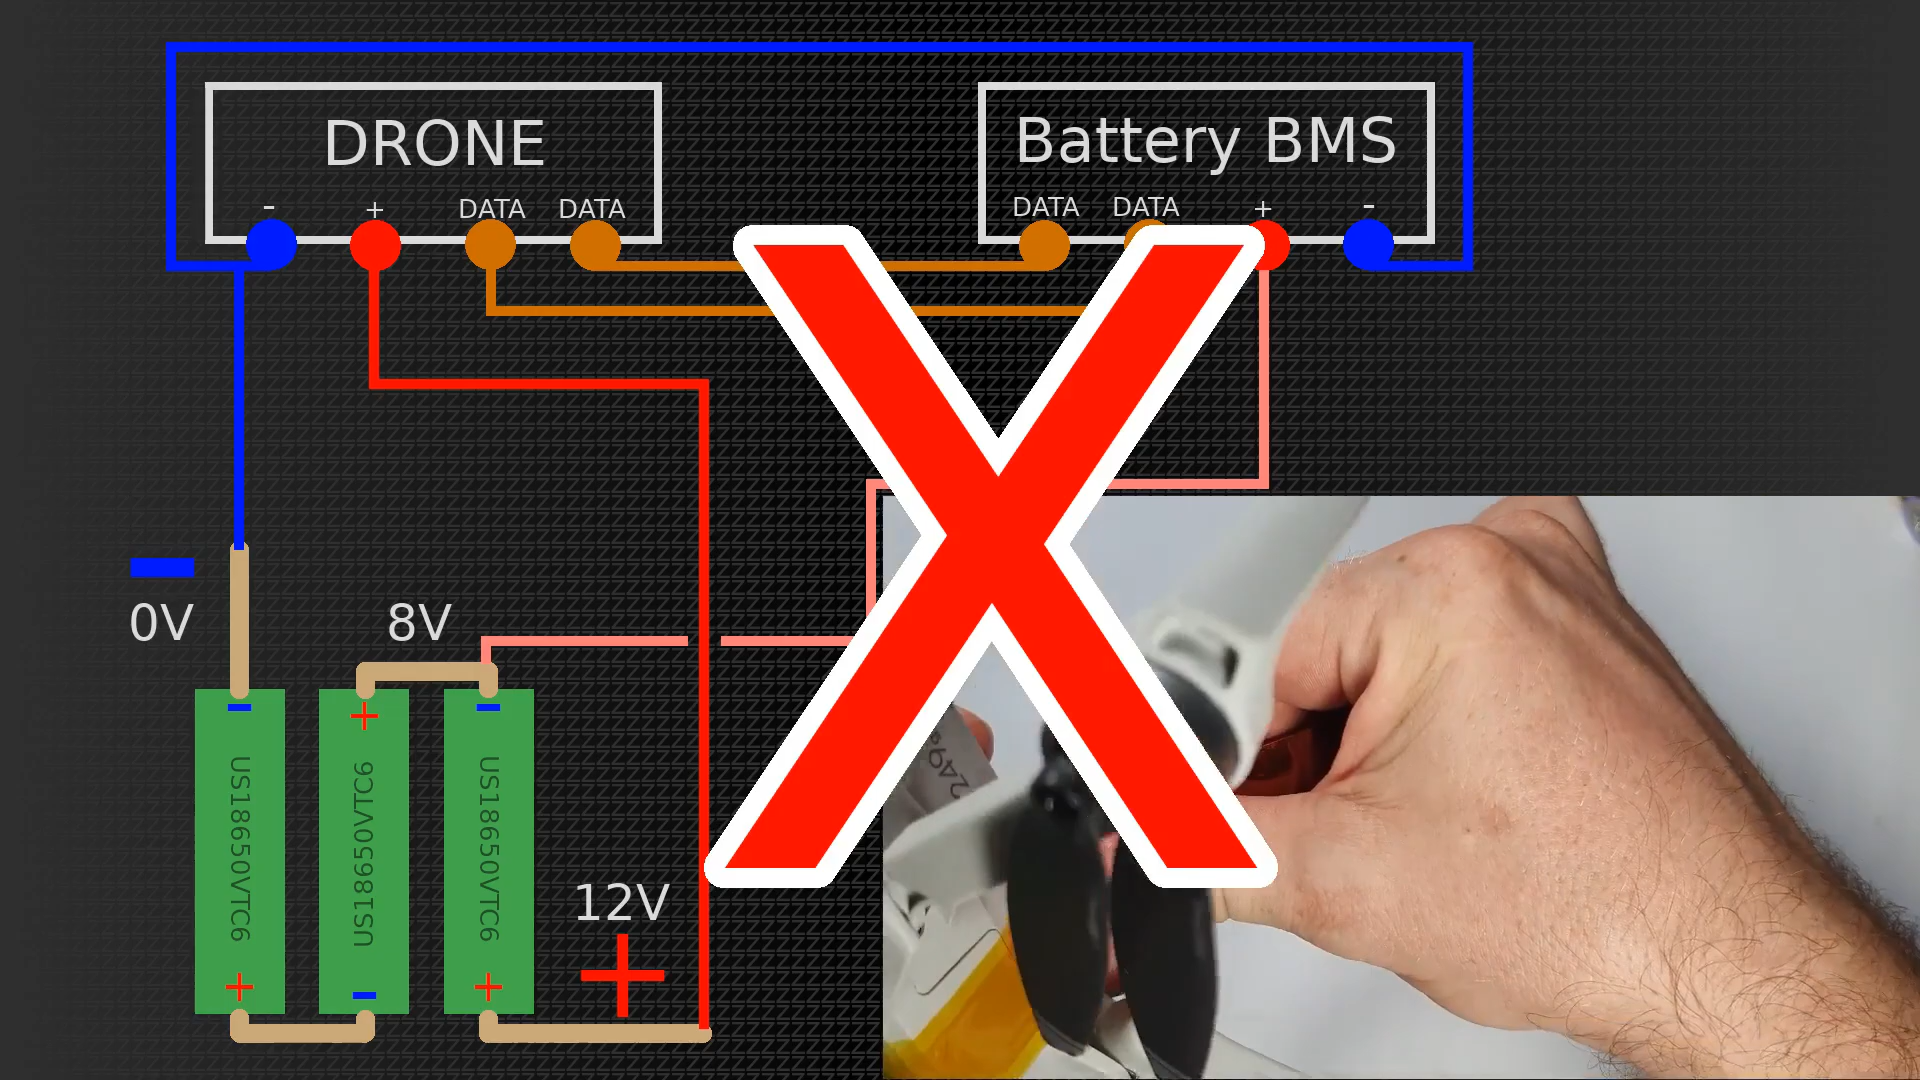 DRONE
Battery BMS
- + DATA DATA
DATA DATA + -
0V
8V
US18650VTC6
US18650VTC6
US18650VTC6
12V
+